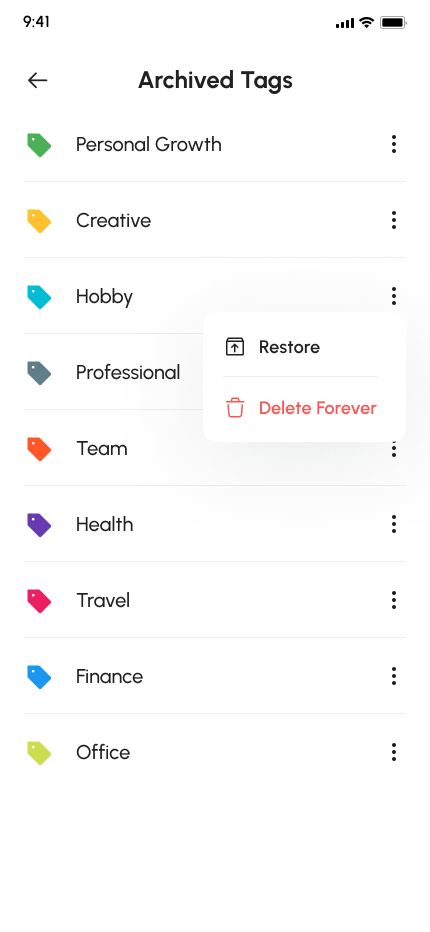 9:41
Archived Tags
Personal Growth
Creative
Hobby
Restore
Professional
Delete Forever
Team
Health
Travel
Finance
Office